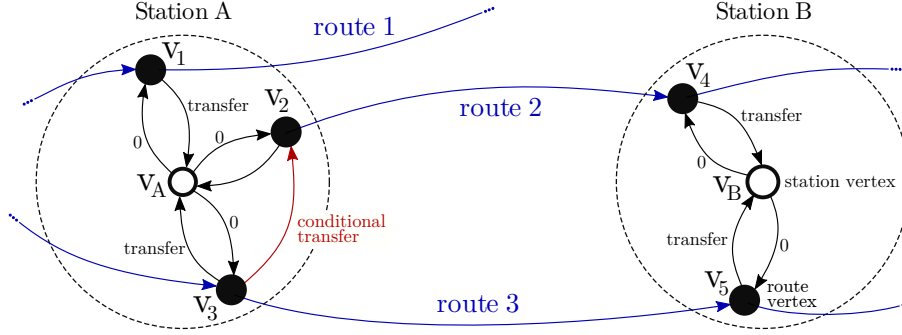 Station A
Station B
route 1
V1
V2
V4
transfer
route 2
transfer
0
0
0
VA
VB
station vertex
0
conditional
transfer
transfer
transfer
0
V5
route
vertex
V3
route 3